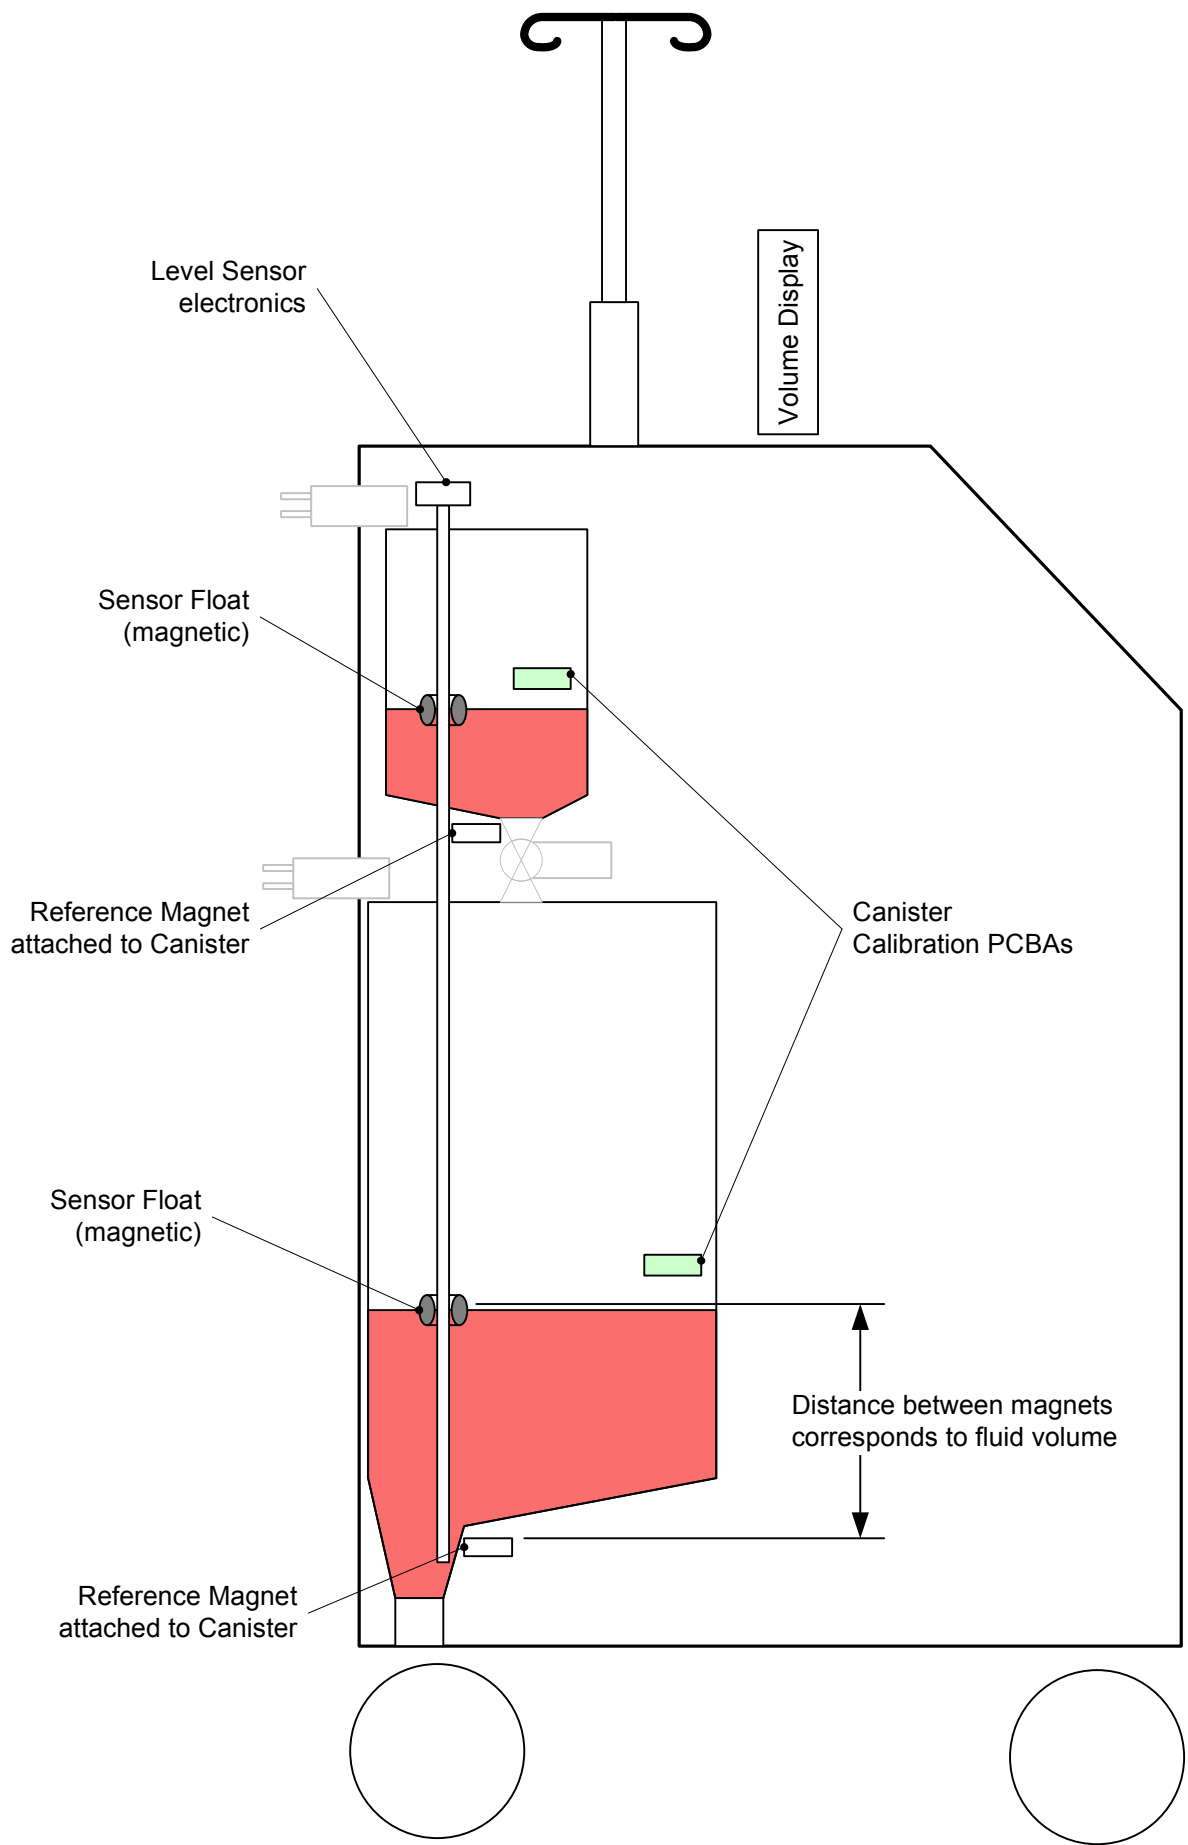 Level Sensor
electronics
Volume Display
Sensor Float
(magnetic)
Reference Magnet
attached to Canister
Canister
Calibration PCBAs
Sensor Float
(magnetic)
Distance between magnets
corresponds to fluid volume
Reference Magnet
attached to Canister